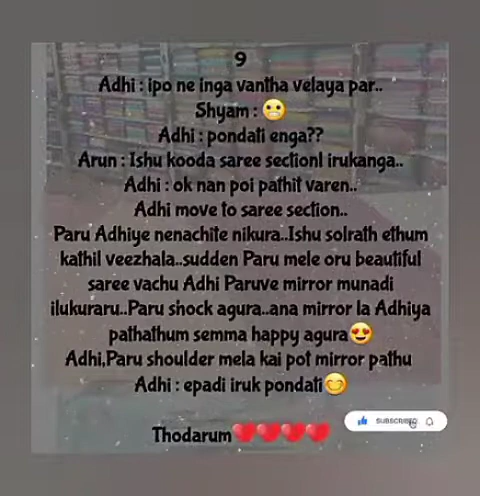 9
Adhi : ipo ne inga vantha velaya par..
Shyam : 😬
Adhi : pondati enga??
Arun : Ishu kooda saree sectionl irukanga..
Adhi : ok nan poi pathit varen..
Adhi move to saree section..
Paru Adhiye nenachite nikura..Ishu solrath ethum
kathil veezhala..sudden Paru mele oru beautiful
saree vachu Adhi Paruve mirror munadi
ilukuraru..Paru shock agura..ana mirror la Adhiya
pathathum semma happy agura😍
Adhi,Paru shoulder mela kai pot mirror pathu
Adhi : epadi iruk pondati😊
SUBSCRIBED
Thodarum❤❤❤❤